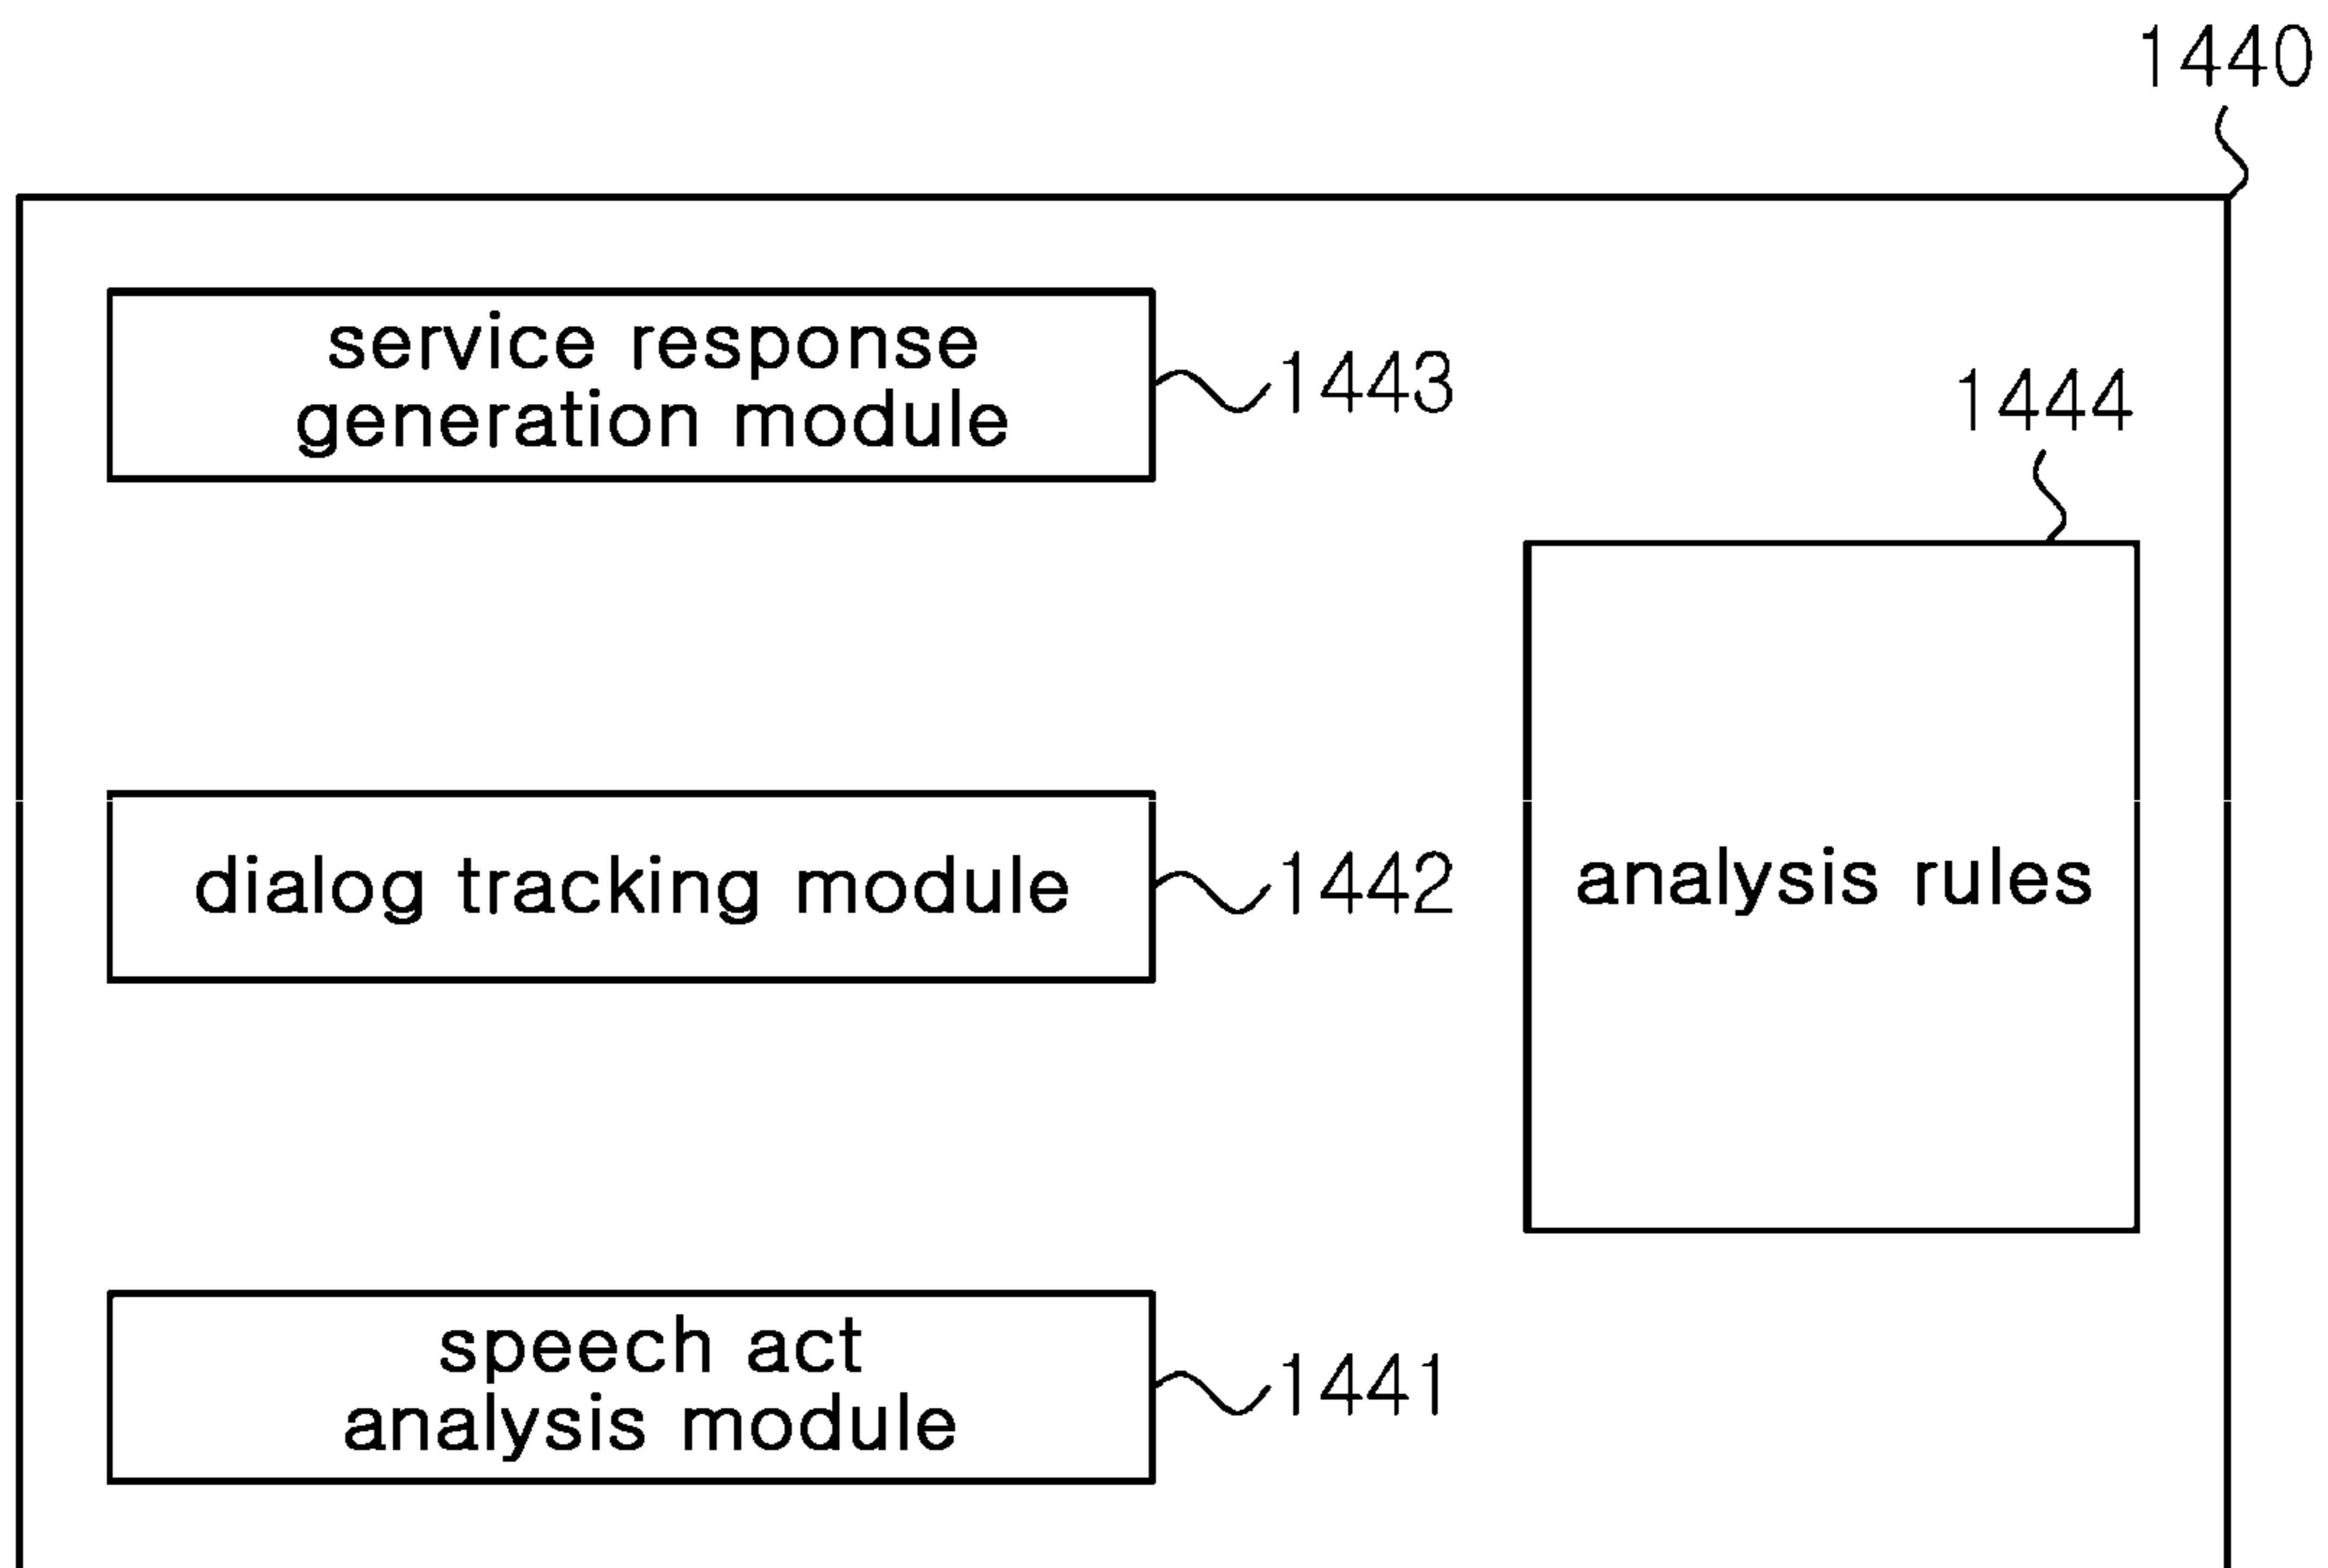 1440
service response
generation module
1443
1444
dialog tracking module
1442
analysis rules
speech act
analysis module
1441